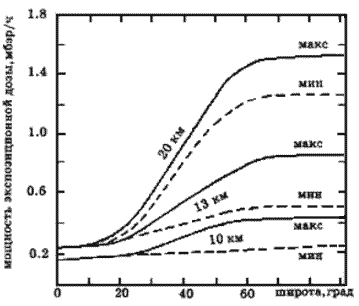 мощность экспозиционной дозы, мбэр/ч
1.8
1.4
1.0
0.6
0.2
макс
мин
20 км
макс
13 км
мин
макс
10 км
мин
0 20 40 60 80
широта, град